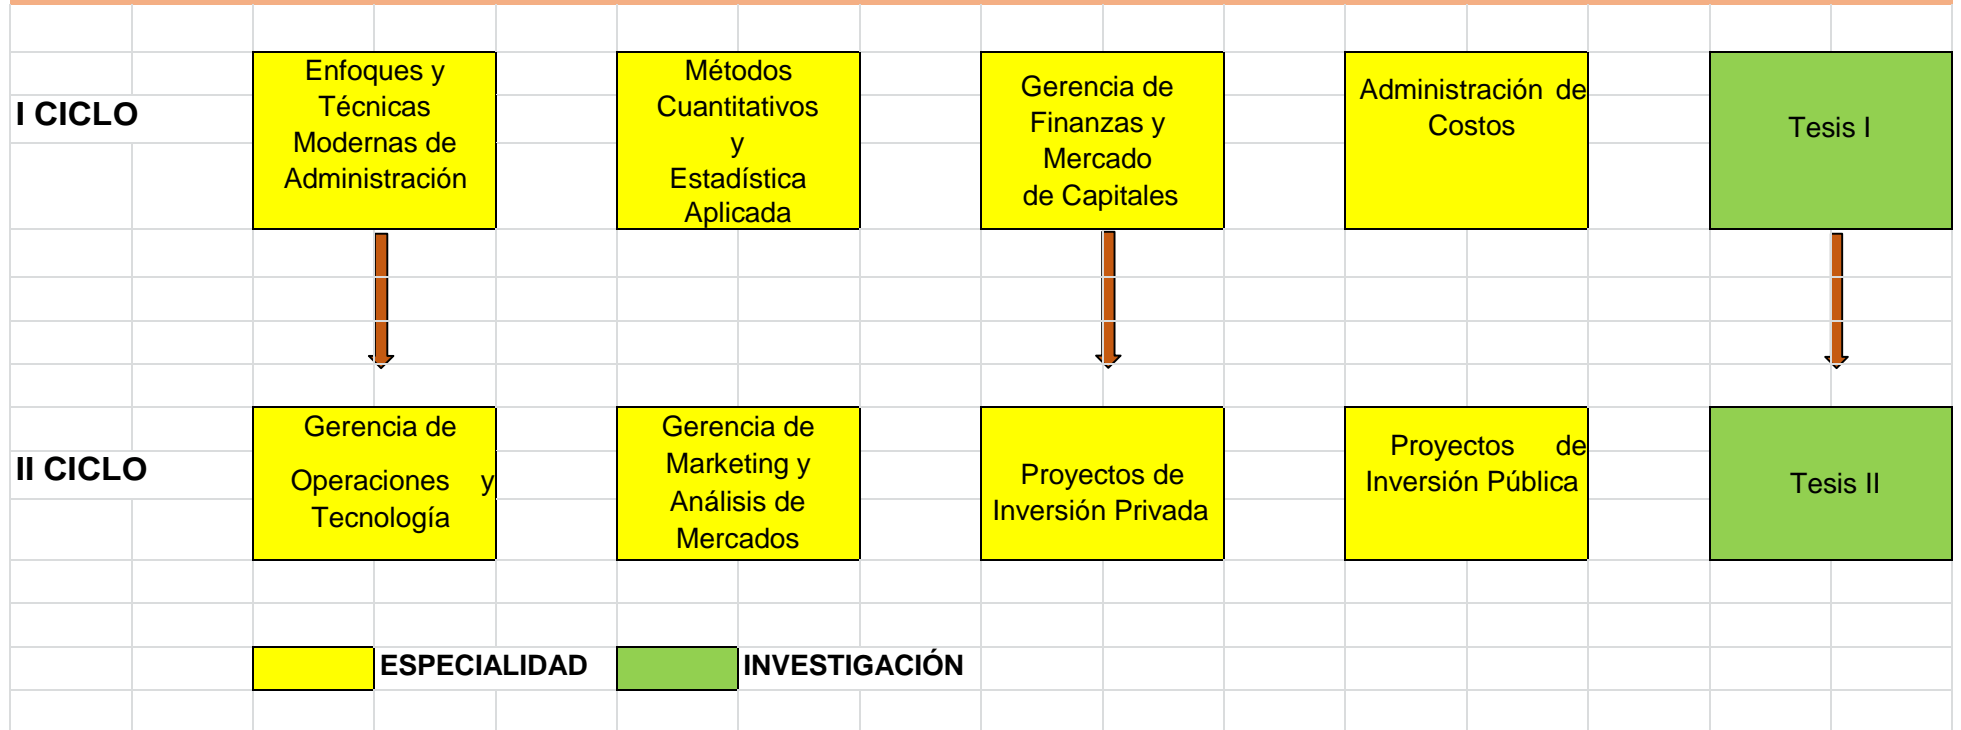 I CICLO
Enfoques y
Técnicas
Modernas de
Administración
Métodos
Cuantitativos
y
Estadística
Aplicada
Gerencia de
Finanzas y
Mercado
de Capitales
Administración de
Costos
Tesis I
II CICLO
Gerencia de
Operaciones y
Tecnología
Gerencia de
Marketing y
Análisis de
Mercados
Proyectos de
Inversión Privada
Proyectos de
Inversión Pública
Tesis II
ESPECIALIDAD
INVESTIGACIÓN